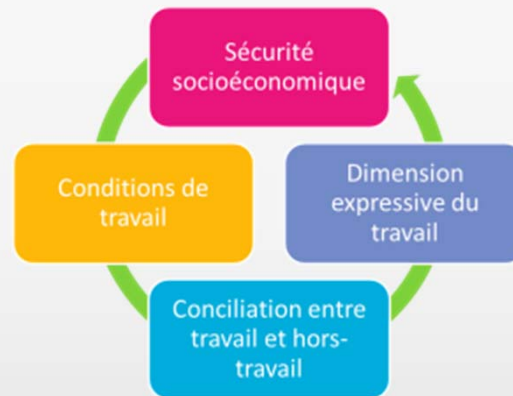 Sécurité
socioéconomique
Conditions de
travail
Dimension
expressive du
travail
Conciliation entre
travail et hors-
travail